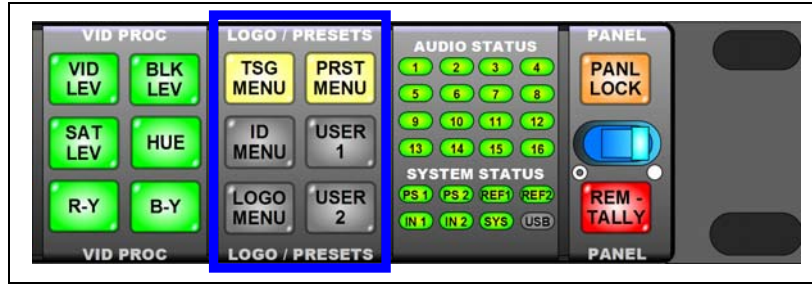 VID PROC
VID LEV
BLK LEV
SAT LEV
HUE
R-Y
B-Y
VID PROC
LOGO / PRESETS
TSG MENU
PRST MENU
ID MENU
USER 1
LOGO MENU
USER 2
LOGO / PRESETS
AUDIO STATUS
1 2 3 4
5 6 7 8
9 10 11 12
13 14 15 16
SYSTEM STATUS
PS 1 PS 2 REF1 REF2
IN 1 IN 2 SYS USB
PANEL
PANL LOCK
REM - TALLY
PANEL